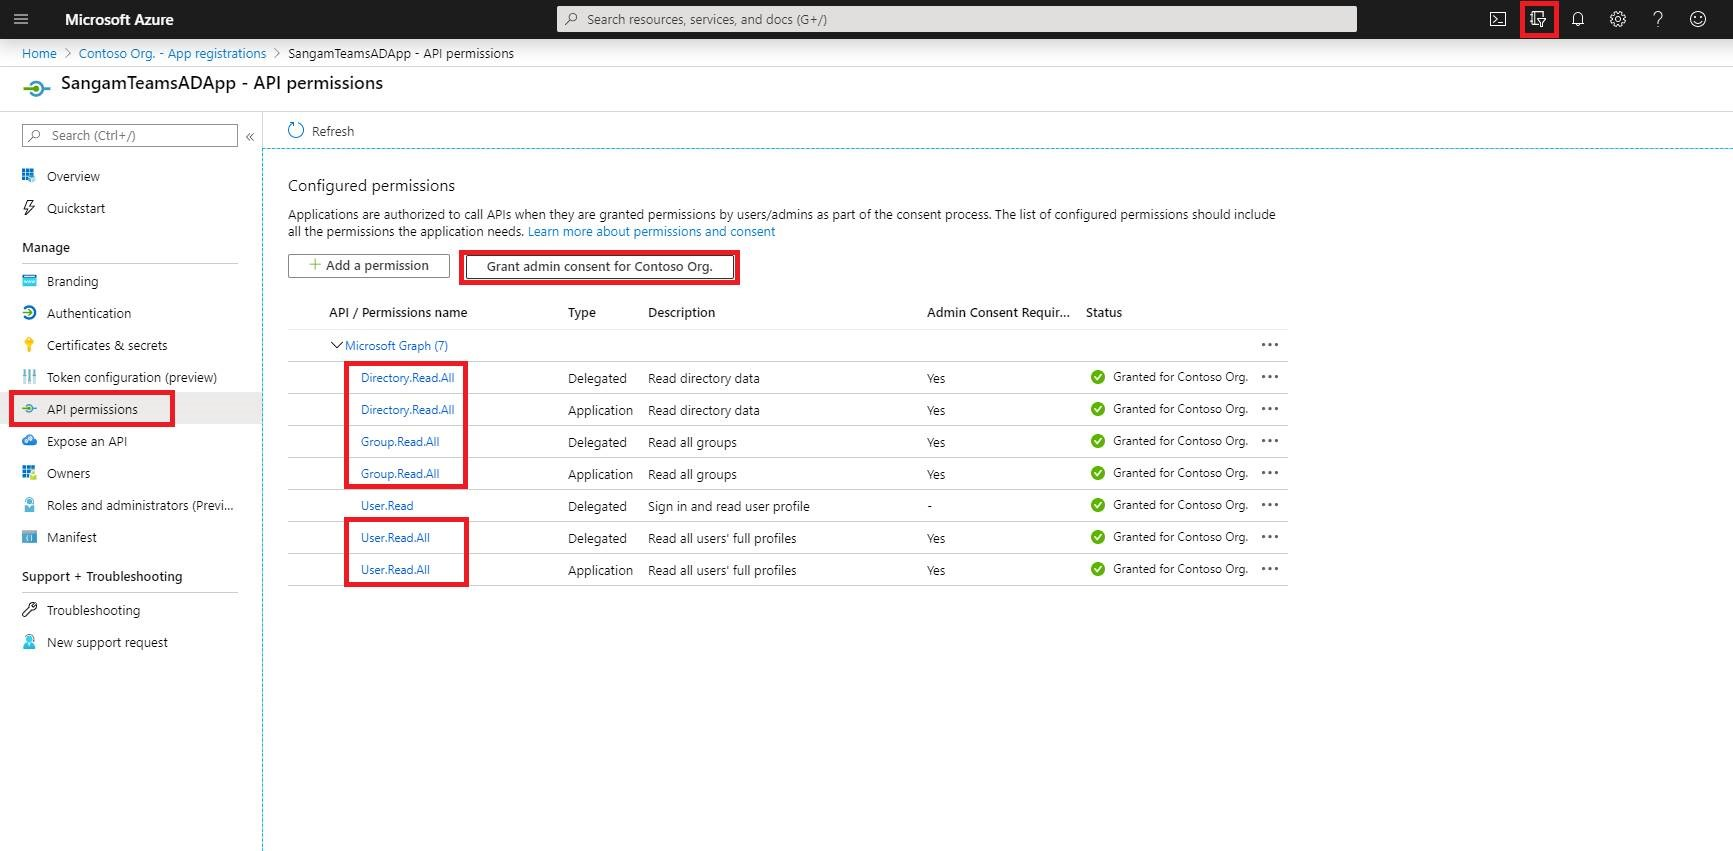 Microsoft Azure
Search resources, services, and docs (G+/)
Home > Contoso Org. - App registrations > SangamTeamsADApp - API permissions
SangamTeamsADApp - API permissions
Search (Ctrl+/)
«
Overview
Quickstart
Manage
Branding
Authentication
Certificates & secrets
Token configuration (preview)
API permissions
Expose an API
Owners
Roles and administrators (Previ...
Manifest
Support + Troubleshooting
Troubleshooting
New support request
Refresh
Configured permissions
Applications are authorized to call APIs when they are granted permissions by users/admins as part of the consent process. The list of configured permissions should include
all the permissions the application needs. Learn more about permissions and consent
+ Add a permission Grant admin consent for Contoso Org.
API / Permissions name Type Description Admin Consent Requir... Status
Microsoft Graph (7) ...
Directory.Read.All Delegated Read directory data Yes Granted for Contoso Org. ...
Directory.Read.All Application Read directory data Yes Granted for Contoso Org. ...
Group.Read.All Delegated Read all groups Yes Granted for Contoso Org. ...
Group.Read.All Application Read all groups Yes Granted for Contoso Org. ...
User.Read Delegated Sign in and read user profile - Granted for Contoso Org. ...
User.Read.All Delegated Read all users' full profiles Yes Granted for Contoso Org. ...
User.Read.All Application Read all users' full profiles Yes Granted for Contoso Org. ...